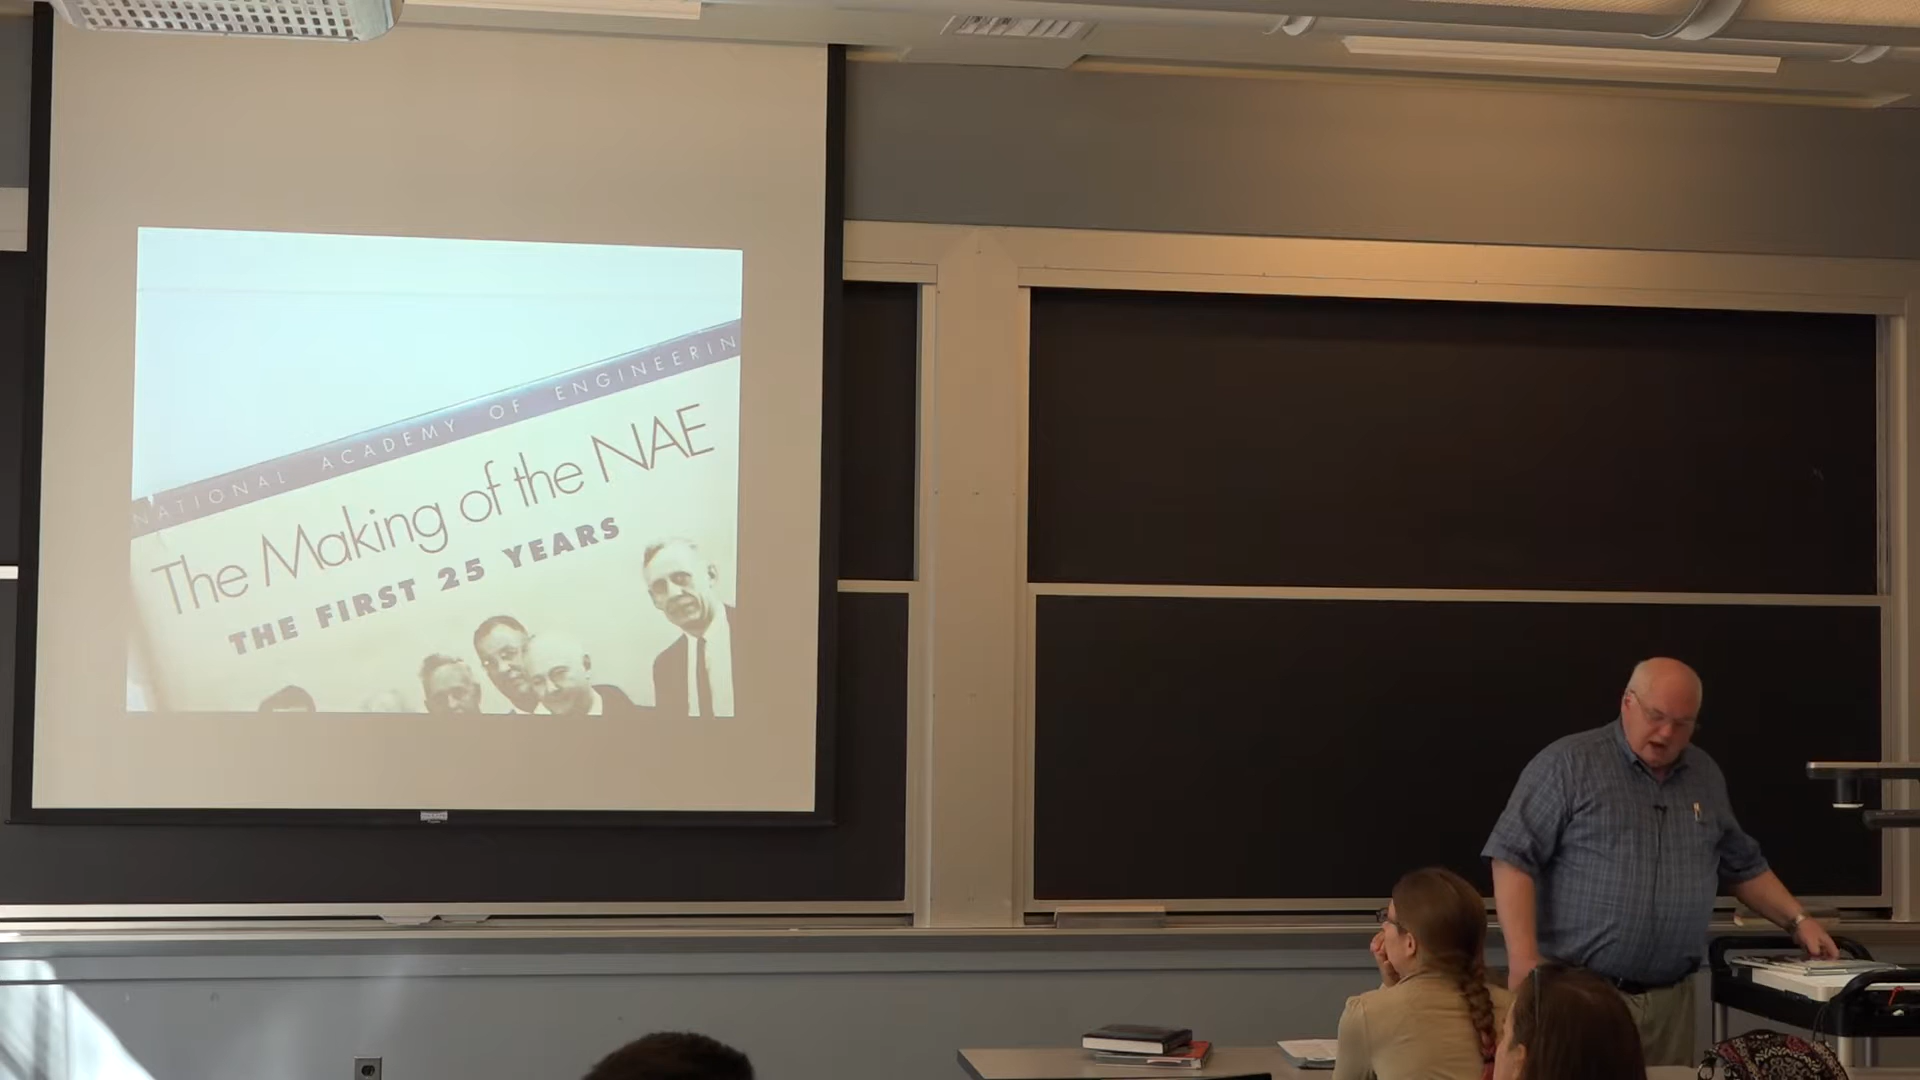 NATIONAL ACADEMY OF ENGINEERIN
The Making of the NAE
THE FIRST 25 YEARS